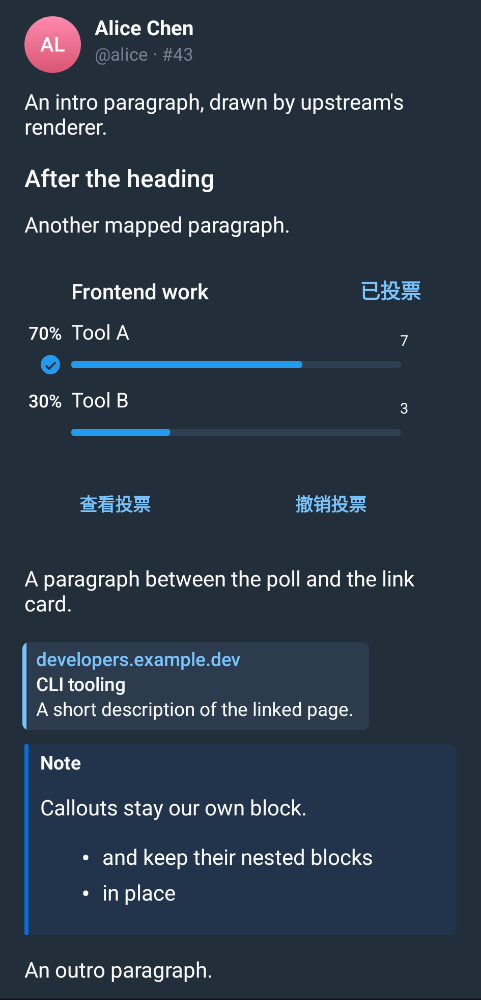 AL
Alice Chen
@alice · #43
An intro paragraph, drawn by upstream's
renderer.
After the heading
Another mapped paragraph.
Frontend work
已投票
70% Tool A
7
30% Tool B
3
查看投票
撤销投票
A paragraph between the poll and the link
card.
developers.example.dev
CLI tooling
A short description of the linked page.
Note
Callouts stay our own block.
• and keep their nested blocks
• in place
An outro paragraph.